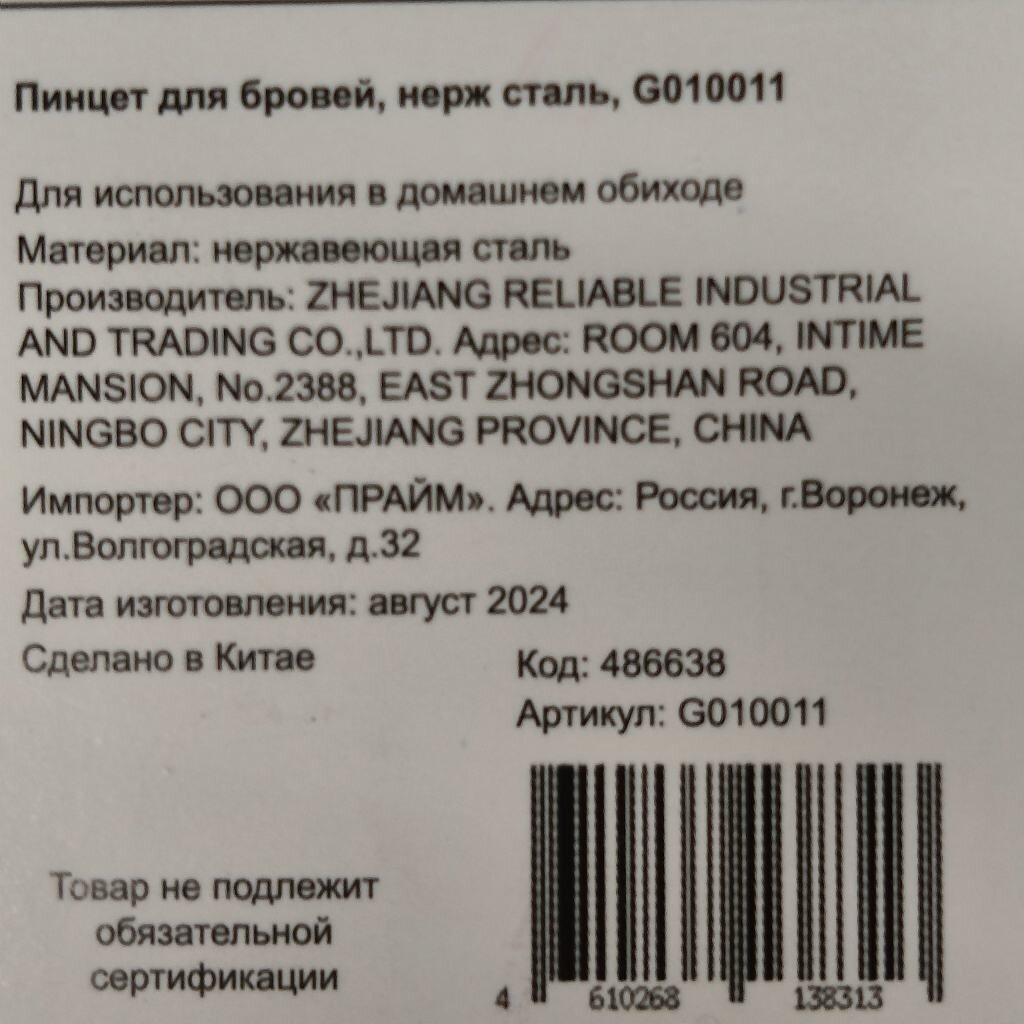 Пинцет для бровей, нерж сталь, G010011
Для использования в домашнем обиходе
Материал: нержавеющая сталь
Производитель: ZHEJIANG RELIABLE INDUSTRIAL
AND TRADING CO.,LTD. Адрес: ROOM 604, INTIME
MANSION, No.2388, EAST ZHONGSHAN ROAD,
NINGBO CITY, ZHEJIANG PROVINCE, CHINA
Импортер: ООО «ПРАЙМ». Адрес: Россия, г.Воронеж,
ул.Волгоградская, д.32
Дата изготовления: август 2024
Сделано в Китае
Код: 486638
Артикул: G010011
Товар не подлежит
обязательной
сертификации
4 610268 138313